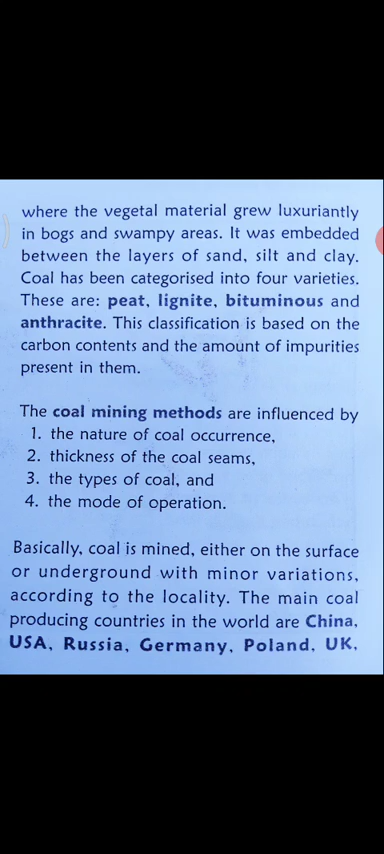 where the vegetal material grew luxuriantly
in bogs and swampy areas. It was embedded
between the layers of sand, silt and clay.
Coal has been categorised into four varieties.
These are: peat, lignite, bituminous and
anthracite. This classification is based on the
carbon contents and the amount of impurities
present in them.
The coal mining methods are influenced by
1. the nature of coal occurrence,
2. thickness of the coal seams,
3. the types of coal, and
4. the mode of operation.
Basically, coal is mined, either on the surface
or underground with minor variations,
according to the locality. The main coal
producing countries in the world are China,
USA, Russia, Germany, Poland, UK,